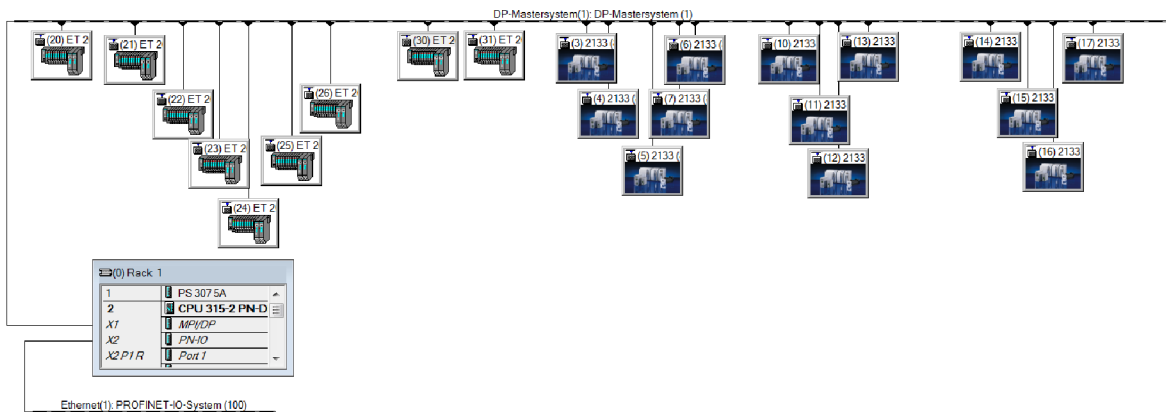 DP-Mastersystem(1): DP-Mastersystem (1)
(20) ET 2
(21) ET 2
(22) ET 2
(23) ET 2
(24) ET 2
(25) ET 2
(26) ET 2
(30) ET 2
(31) ET 2
(3) 2133 (
(4) 2133 (
(5) 2133 (
(6) 2133 (
(7) 2133 (
(10) 2133
(11) 2133
(12) 2133
(13) 2133
(14) 2133
(15) 2133
(16) 2133
(17) 2133
(0) Rack 1
1 PS 307 5A
2 CPU 315-2 PN-D
X1 MPI/DP
X2 PN-IO
X2 P1 R Port 1
Ethernet(1): PROFINET-IO-System (100)